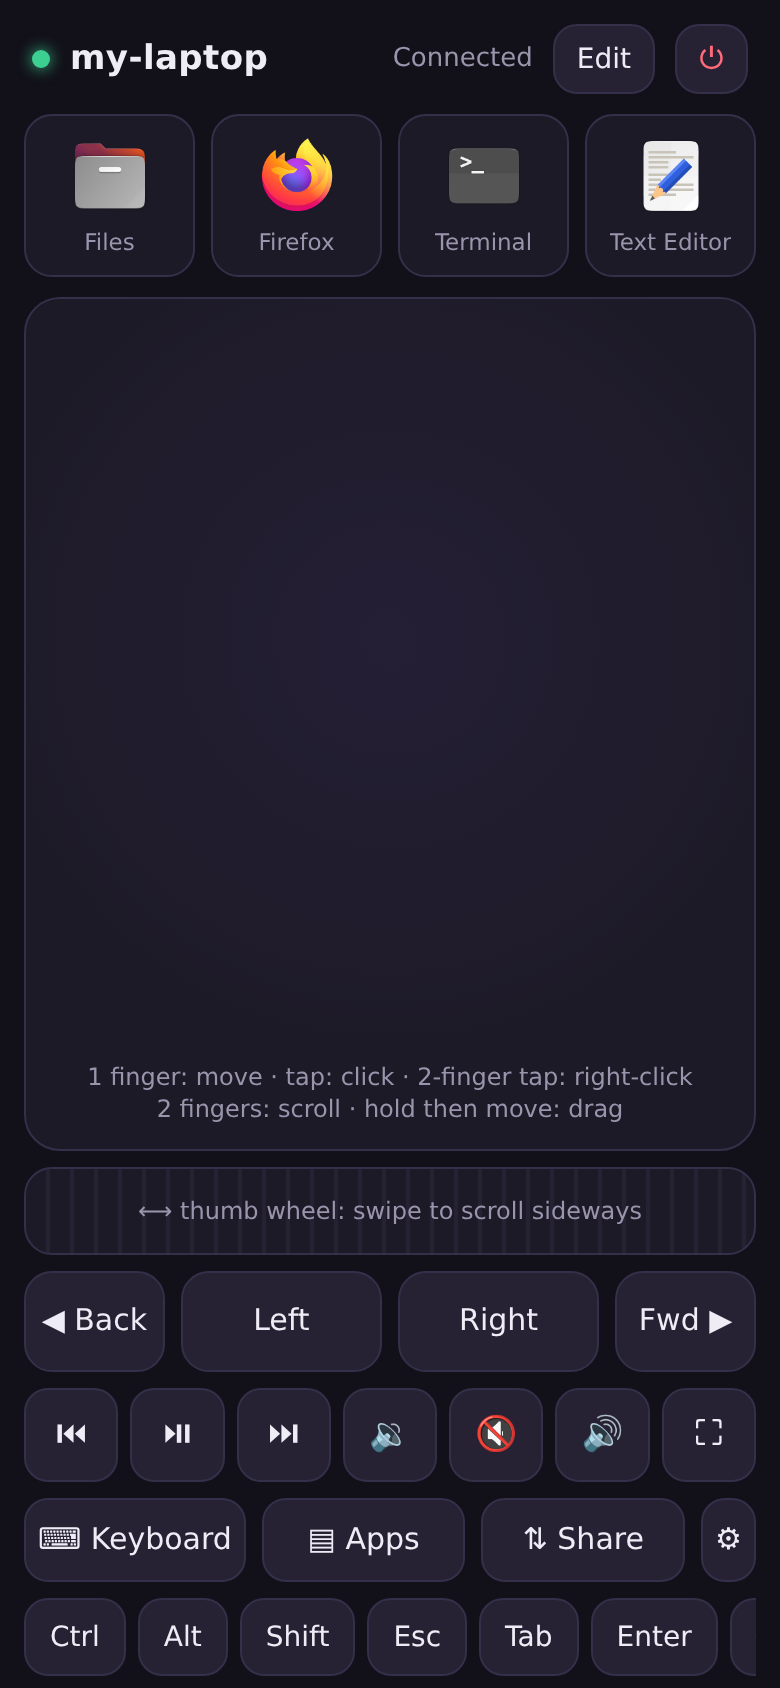 my-laptop
Connected
Edit
Files
Firefox
>_
Terminal
Text Editor
1 finger: move · tap: click · 2-finger tap: right-click
2 fingers: scroll · hold then move: drag
⟷ thumb wheel: swipe to scroll sideways
◀ Back
Left
Right
Fwd ▶
⌨ Keyboard
▤ Apps
⇅ Share
Ctrl
Alt
Shift
Esc
Tab
Enter